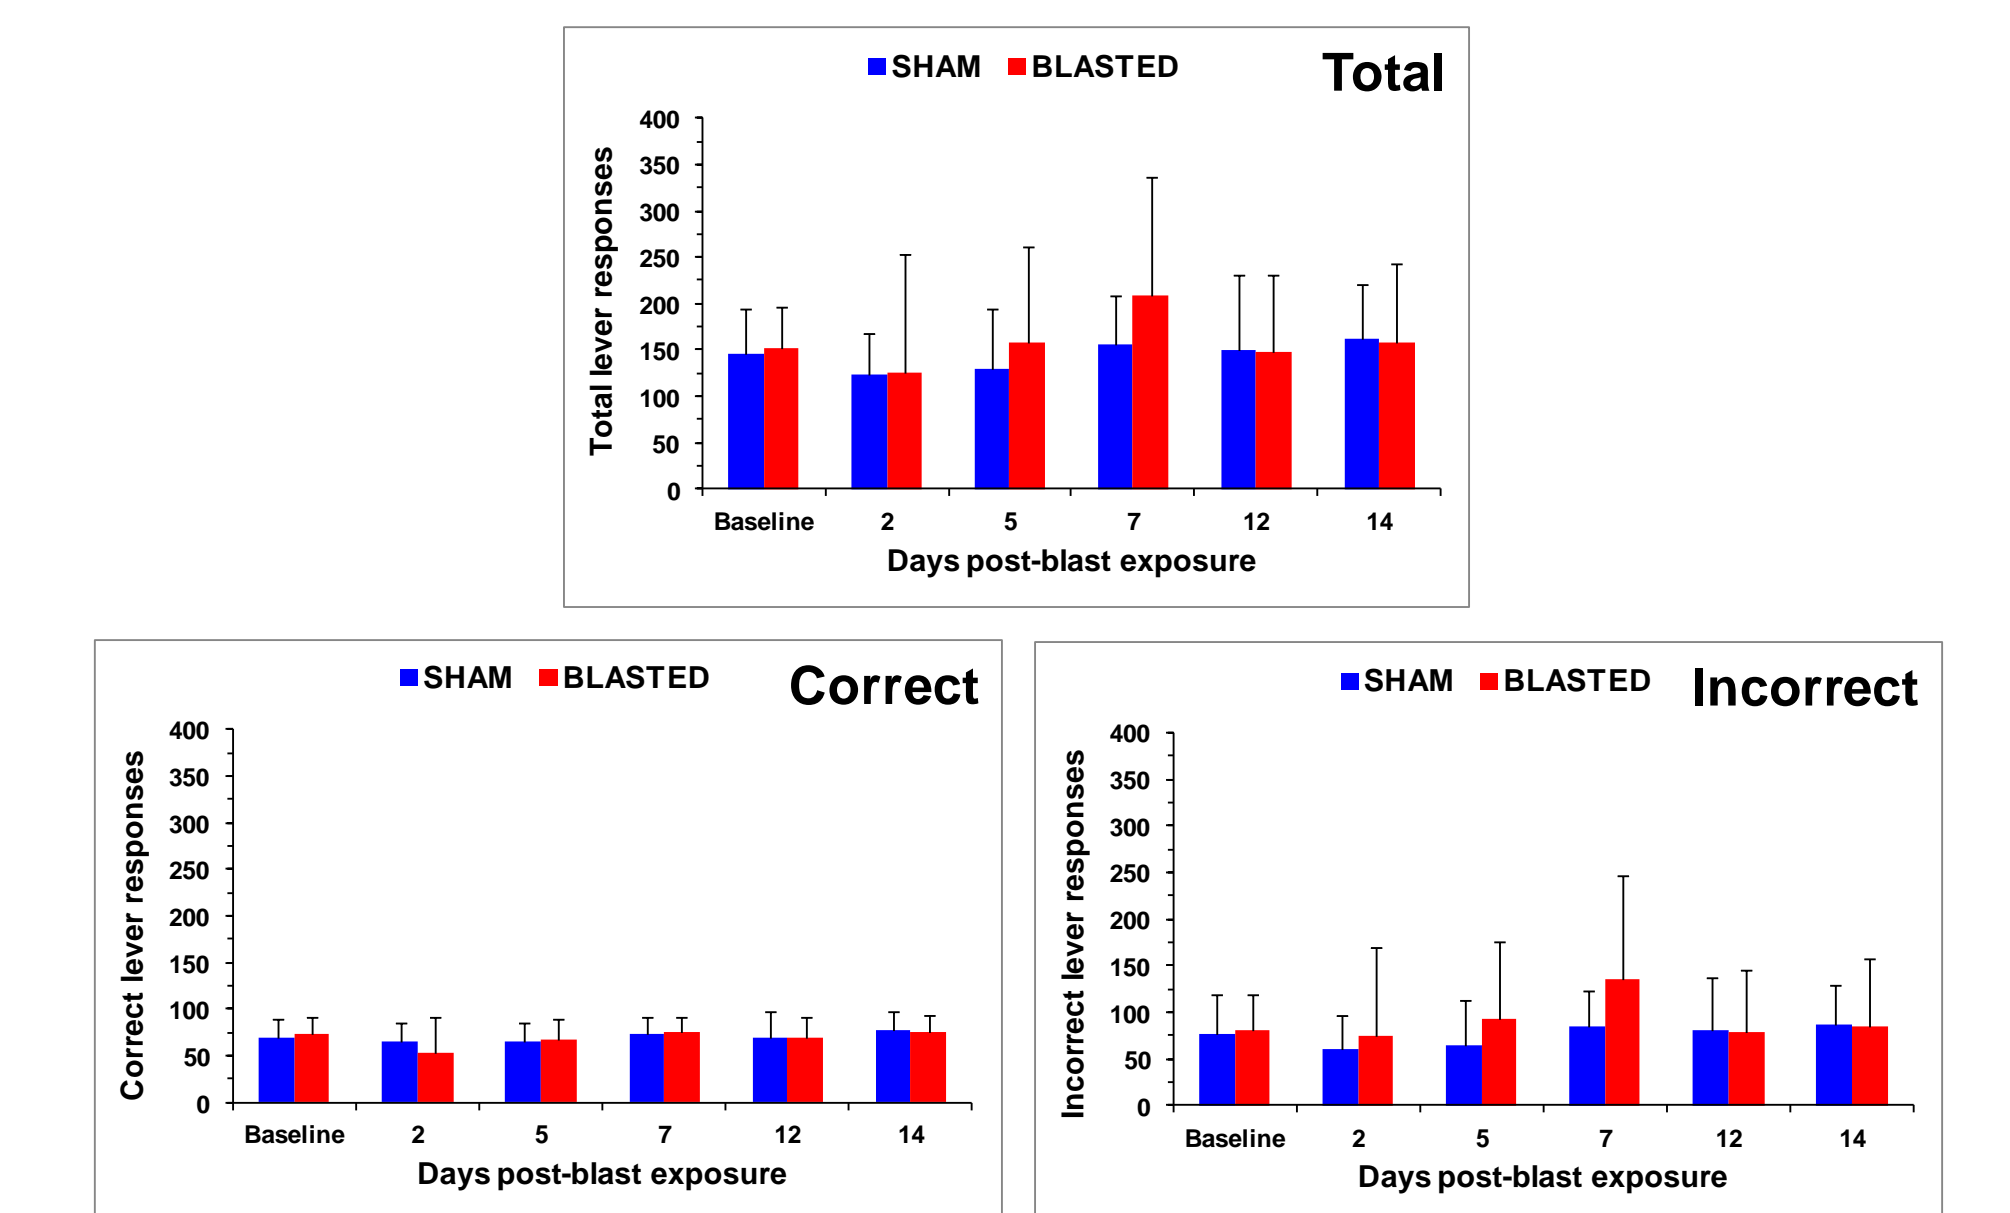 SHAM BLASTED Total
400
350
300
250
200
150
100
50
0
Total lever responses
Baseline 2 5 7 12 14
Days post-blast exposure
SHAM BLASTED Correct
400
350
300
250
200
150
100
50
0
Correct lever responses
Baseline 2 5 7 12 14
Days post-blast exposure
SHAM BLASTED Incorrect
400
350
300
250
200
150
100
50
0
Incorrect lever responses
Baseline 2 5 7 12 14
Days post-blast exposure